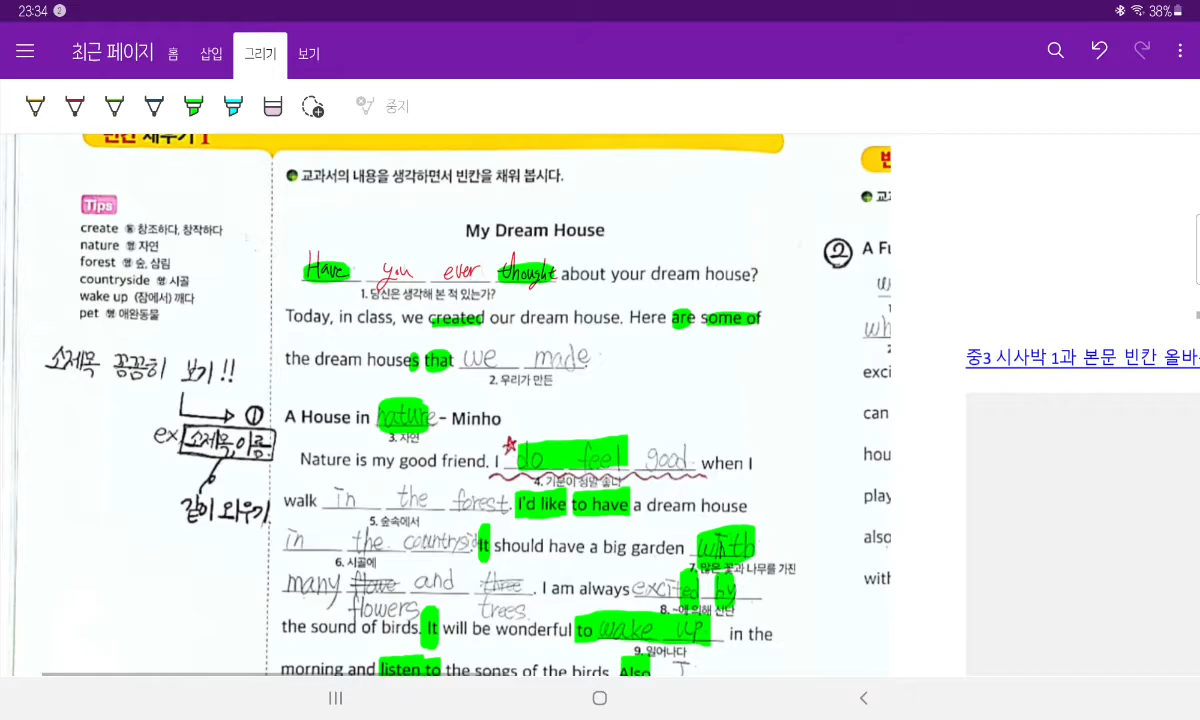 23:34 2 38%
최근 페이지 홈 삽입 그리기 보기
중지
빈칸 채우기 1
교과서의 내용을 생각하면서 빈칸을 채워 봅시다.
Tips
create 동 창조하다, 창작하다
nature 명 자연
forest 명 숲, 삼림
countryside 명 시골
wake up (잠에서) 깨다
pet 명 애완동물
소제목 꼼꼼히 보기!!
①
ex 소제목, 이름
같이 외우기
My Dream House
Have you ever thought about your dream house?
1. 당신은 생각해 본 적 있는가?
Today, in class, we created our dream house. Here are some of
the dream houses that we made.
2. 우리가 만든
A House in nature - Minho
3. 자연
Nature is my good friend. I do feel good when I
4. 기분이 정말 좋다
walk in the forest. I'd like to have a dream house
5. 숲속에서
in the countryside. It should have a big garden with
6. 시골에
7. 많은 꽃과 나무를 가진
many flowers and trees. I am always excited by
8. ~에 의해 신난
the sound of birds. It will be wonderful to wake up in the
9. 일어나다
morning and listen to the songs of the birds. Also I
②
A Fu
wh
exci
can
hou
play
also
with
중3 시사박 1과 본문 빈칸 올바